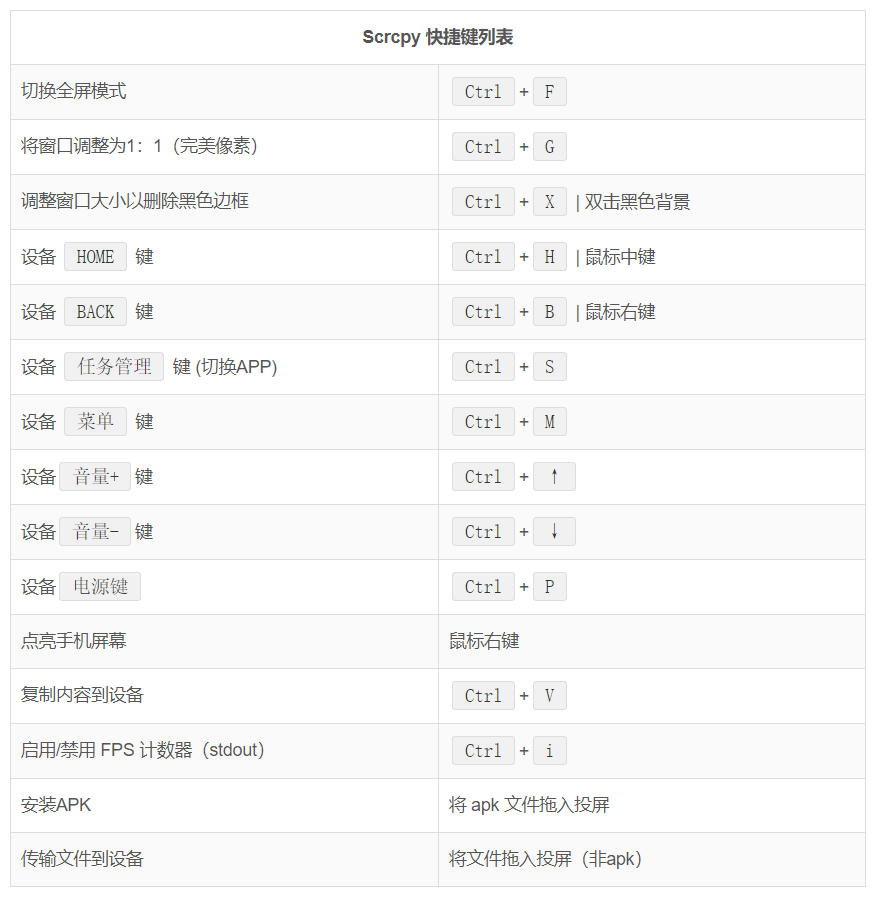 Scrcpy 快捷键列表
切换全屏模式 Ctrl + F
将窗口调整为1：1（完美像素） Ctrl + G
调整窗口大小以删除黑色边框 Ctrl + X | 双击黑色背景
设备 HOME 键 Ctrl + H | 鼠标中键
设备 BACK 键 Ctrl + B | 鼠标右键
设备 任务管理 键 (切换APP) Ctrl + S
设备 菜单 键 Ctrl + M
设备 音量+ 键 Ctrl + ↑
设备 音量- 键 Ctrl + ↓
设备 电源键 Ctrl + P
点亮手机屏幕 鼠标右键
复制内容到设备 Ctrl + V
启用/禁用 FPS 计数器（stdout） Ctrl + i
安装APK 将 apk 文件拖入投屏
传输文件到设备 将文件拖入投屏（非apk）